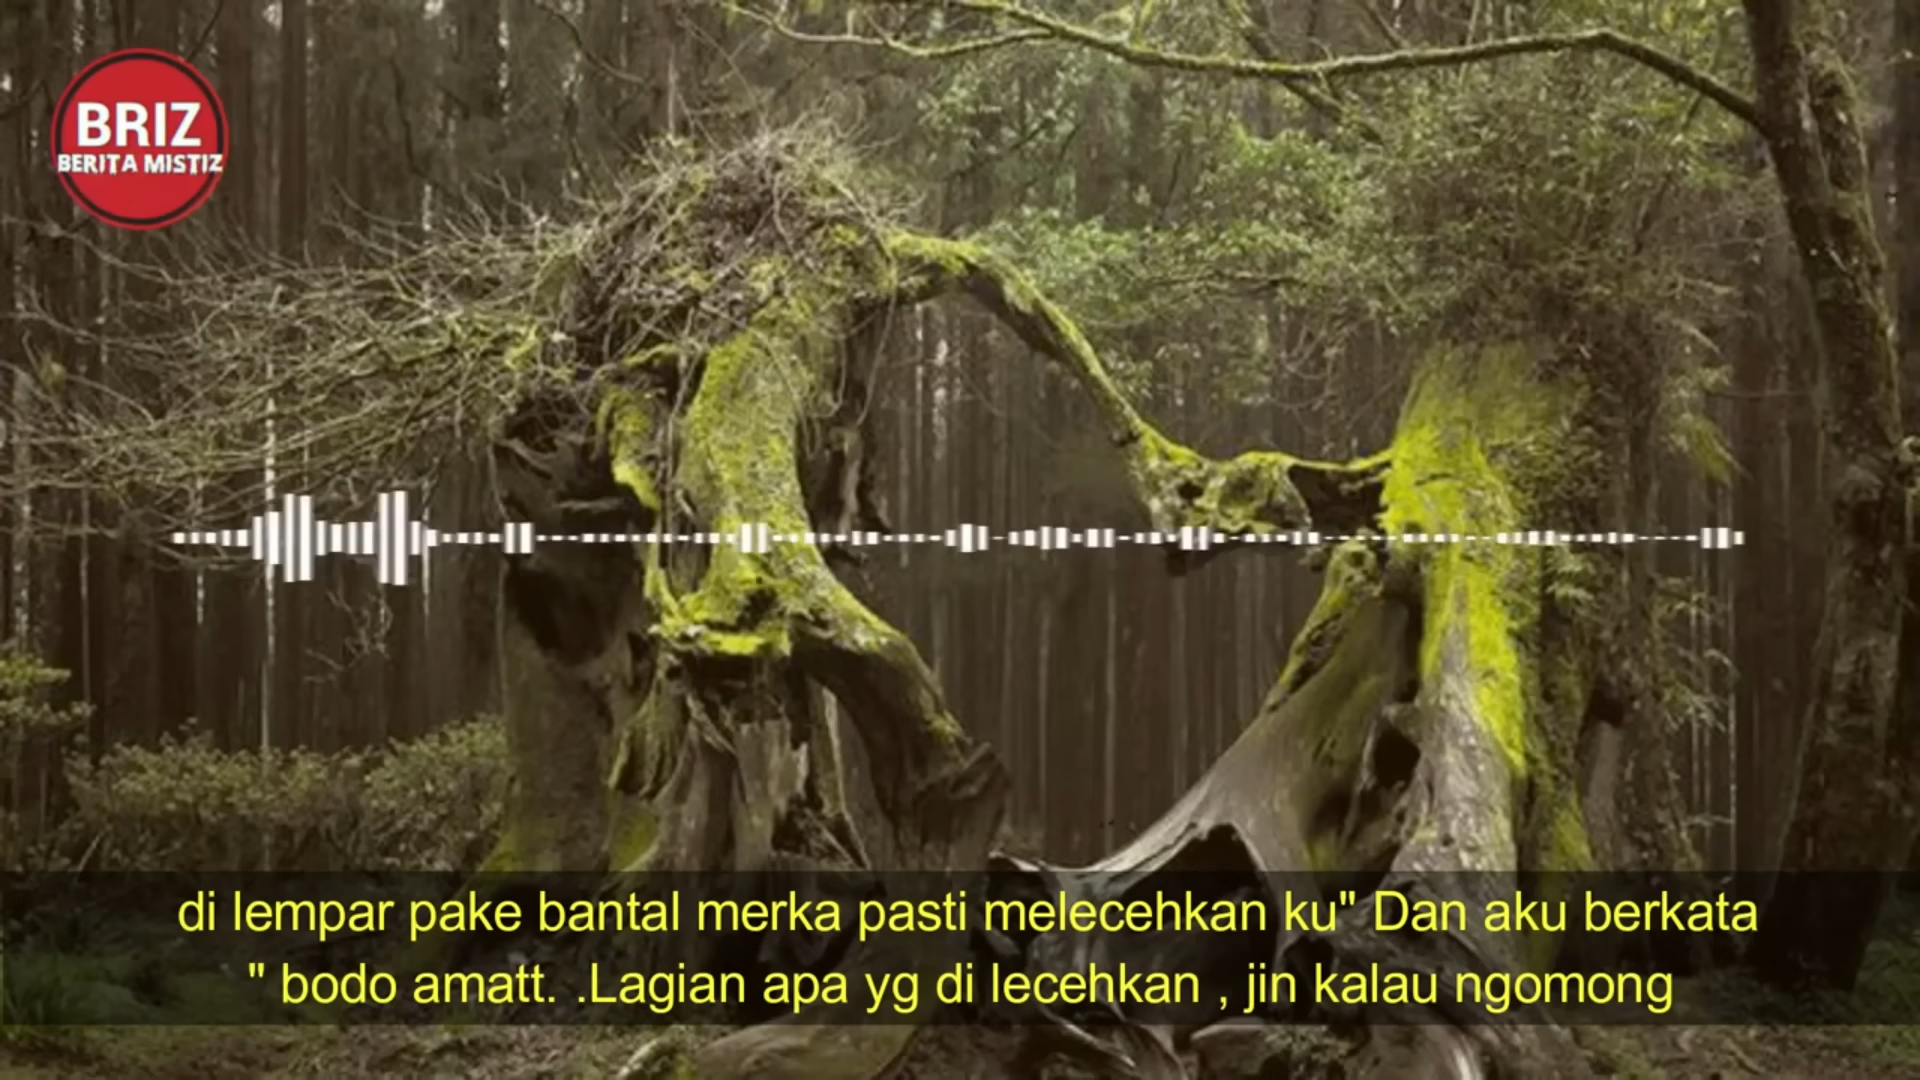 BRIZ
BERITA MISTIZ
di lempar pake bantal merka pasti melecehkan ku" Dan aku berkata
" bodo amatt. .Lagian apa yg di lecehkan , jin kalau ngomong